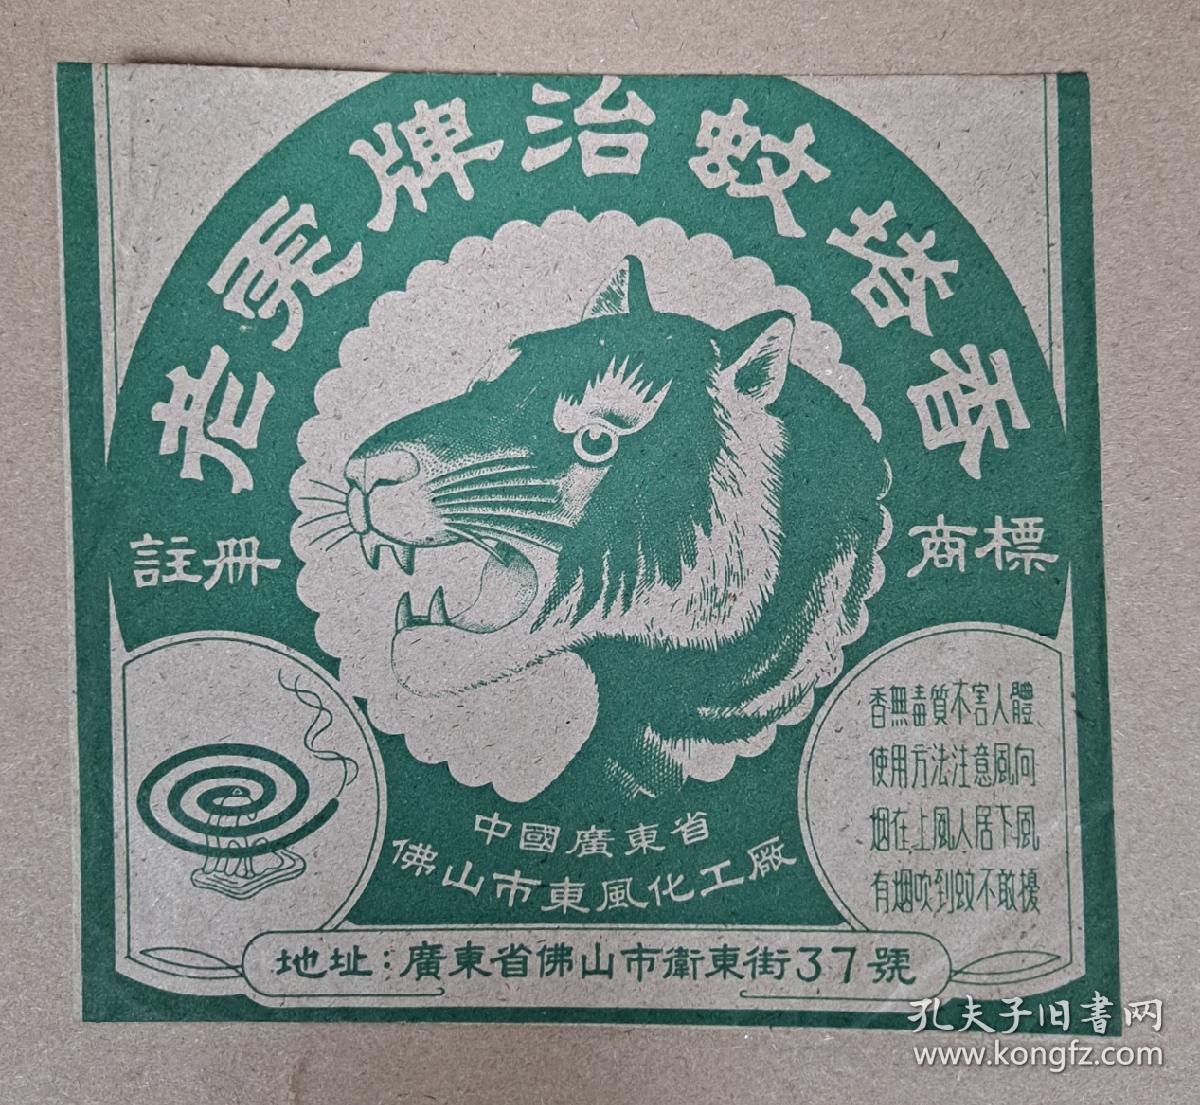 老虎牌治蚊塔香
註冊
商標
香無毒質不害人體
使用方法注意風向
烟在上風人居下風
有烟吹到蚊不敢擾
中國廣東省
佛山市東風化工廠
地址：廣東省佛山市衛東街37號
孔夫子旧書网
www.kongfz.com